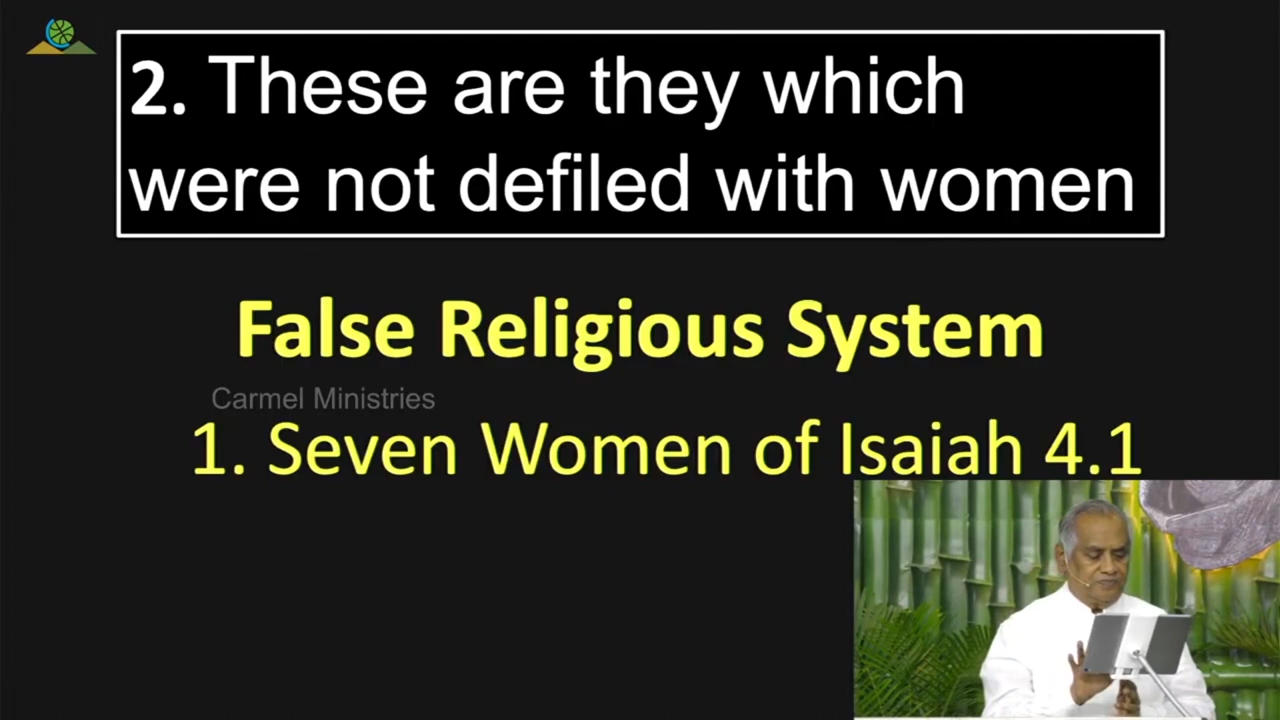 2. These are they which
were not defiled with women
False Religious System
Carmel Ministries
1. Seven Women of Isaiah 4.1